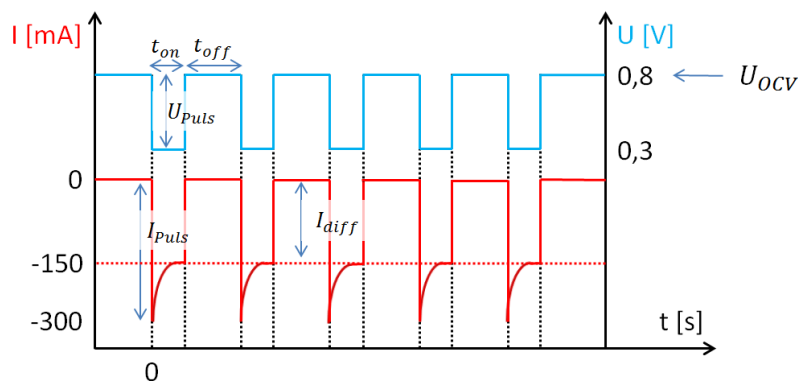 I [mA]
t_on
t_off
U [V]
0,8
U_OCV
U_Puls
0,3
0
I_Puls
I_diff
-150
-300
t [s]
0